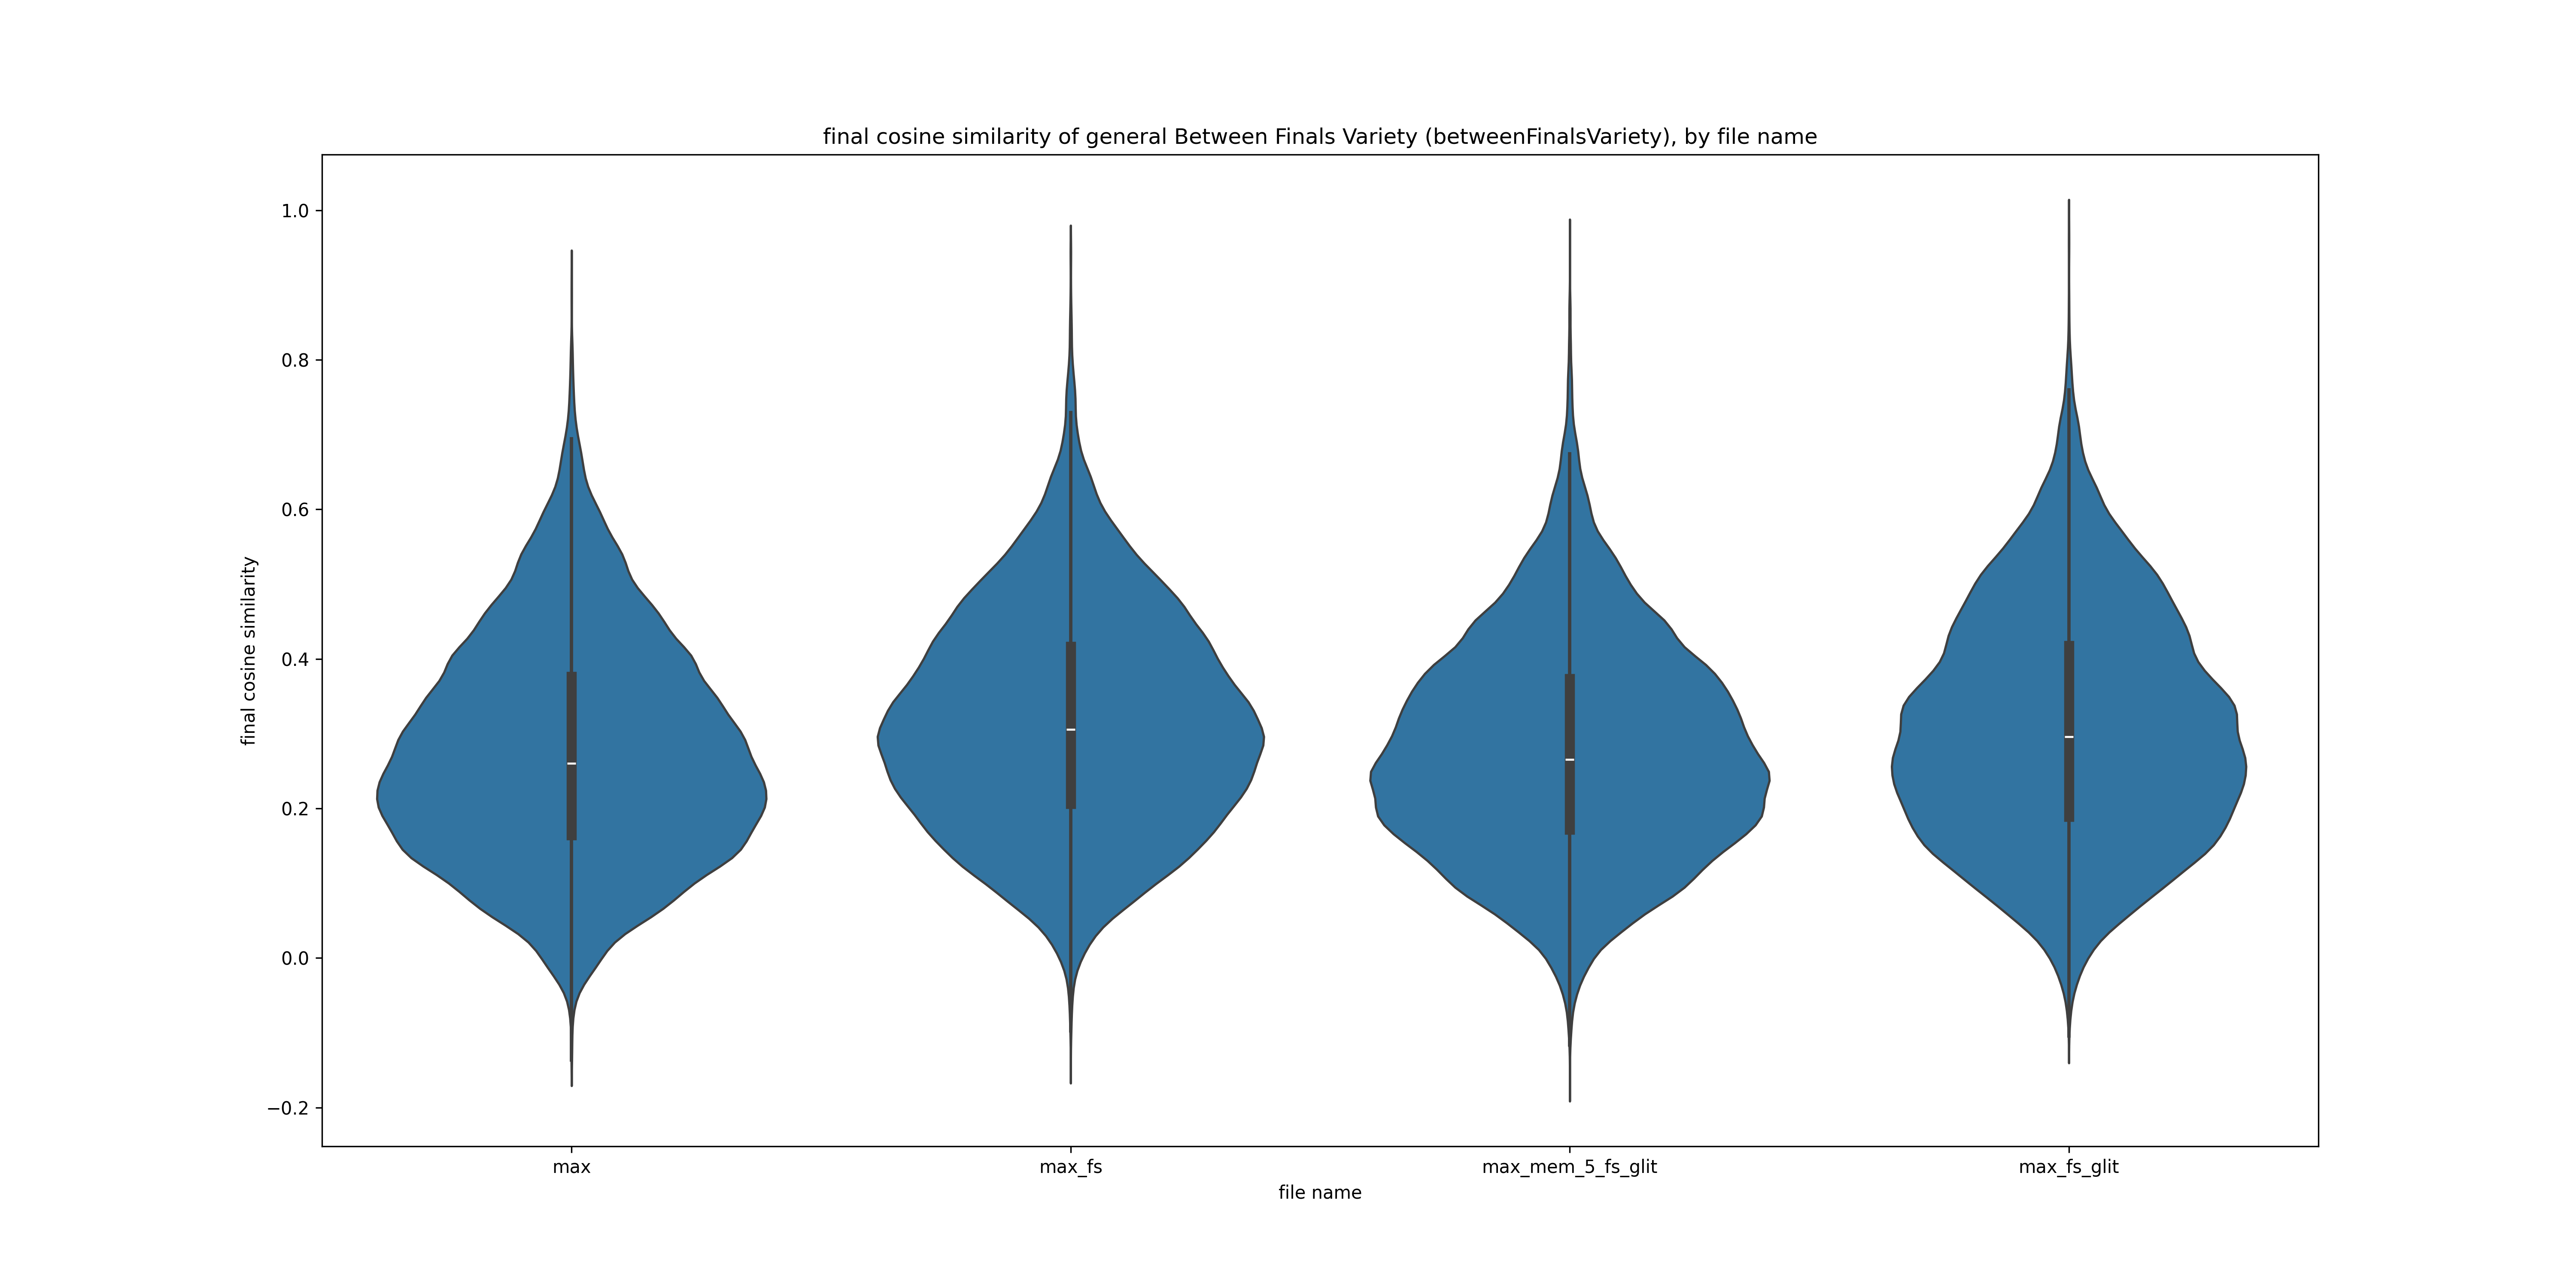 final cosine similarity of general Between Finals Variety (betweenFinalsVariety), by file name
1.0
0.8
0.6
0.4
0.2
0.0
−0.2
final cosine similarity
max
max_fs
max_mem_5_fs_glit
max_fs_glit
file name